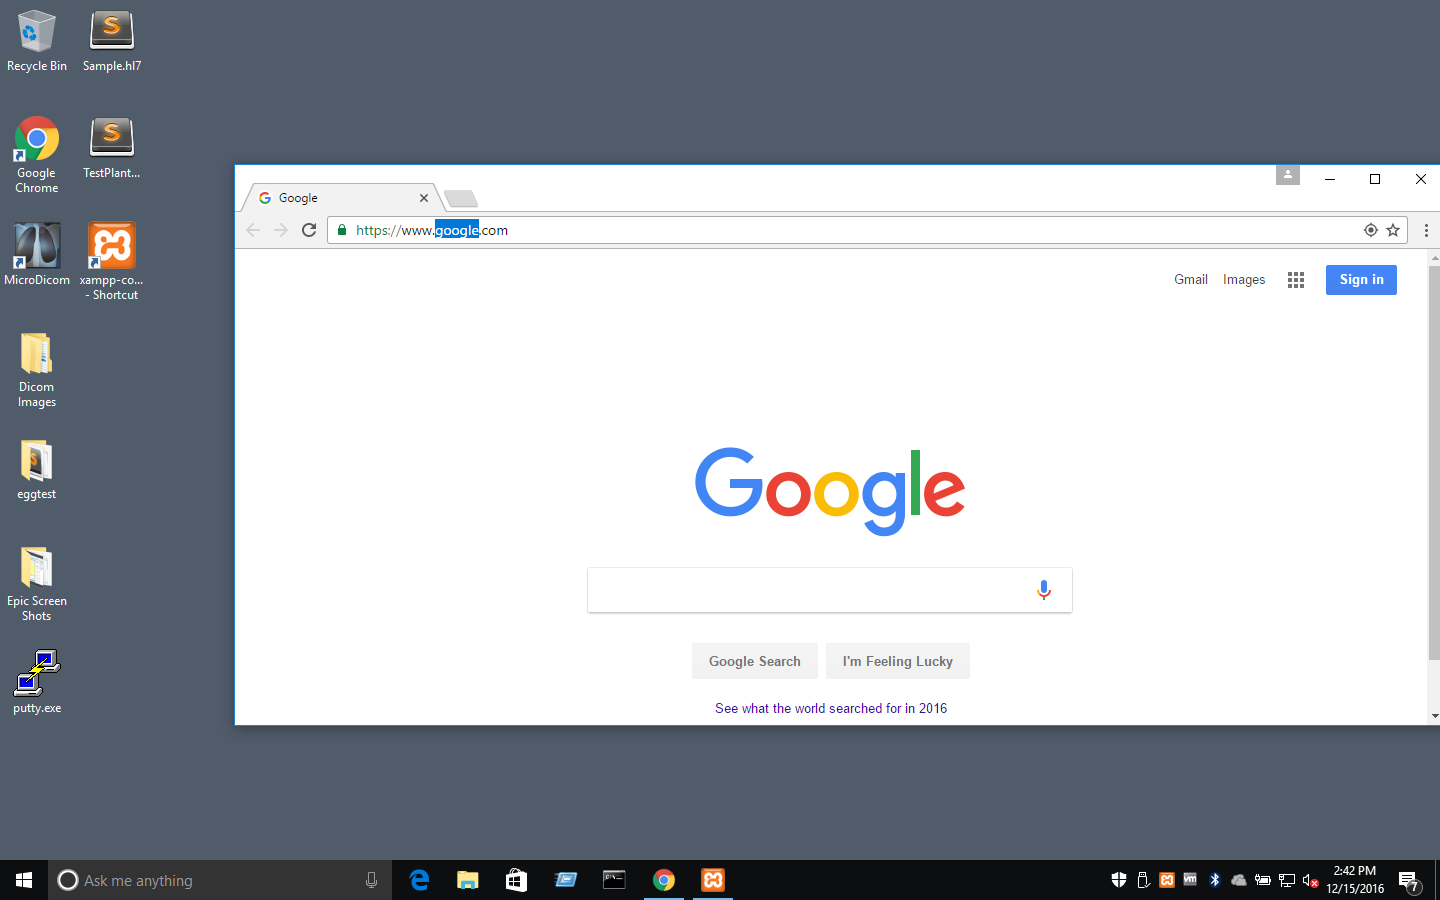 Recycle Bin
Sample.hl7
Google
Chrome
TestPlant...
MicroDicom
xampp-co...
- Shortcut
Dicom
Images
eggtest
Epic Screen
Shots
putty.exe
Google
https://www.google.com
Gmail
Images
Sign in
Google
Google Search
I'm Feeling Lucky
See what the world searched for in 2016
Ask me anything
vm
2:42 PM
12/15/2016
7